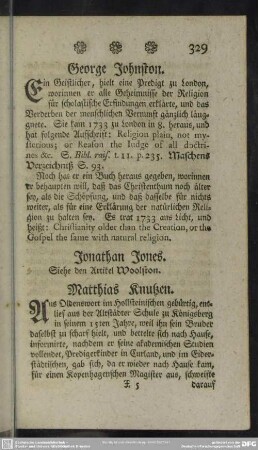 329
George Johnston.
Ein Geistlicher, hielt eine Predigt zu London,
worinnen er alle Geheimnisse der Religion
für scholastische Erfindungen erklärte, und das
Verderben der menschlichen Vernunft gänzlich läug-
gnete. Sie kam 1733 zu London in 8. heraus, und
hat folgende Aufschrift: Religion plain, not my-
sterious; or Reason the Iudge of all doctri-
nes &c. S. Bibl. rais. t. 11. p. 233. Maschens
Verzeichniß S. 93.
Noch hat er ein Buch heraus gegeben, worinnen
er behaupten will, daß das Christenthum noch älter
sey, als die Schöpfung, und daß dasselbe für nichts
weiter, als für eine Erklärung der natürlichen Reli-
gion zu halten sey. Es trat 1733 ans Licht, und
heißt: Christianity older than the Creation, or the
Gospel the same with natural religion.
Jonathan Jones.
Siehe den Artikel Woolston.
Matthias Knutzen.
Aus Oldenswort im Hollsteinischen gebürtig, ent-
lief aus der Altstädter Schule zu Königsberg
in seinem 15ten Jahre, weil ihn sein Bruder
daselbst zu scharf hielt, und bettelte sich nach Hause,
informirte, nachdem er seine akademischen Studien
vollendet, Predigerkinder in Curland, und im Eider-
städtischen, gab sich, da er wieder nach Hause kam,
für einen Kopenhagenschen Magister aus, schweifte
X 5 darauf